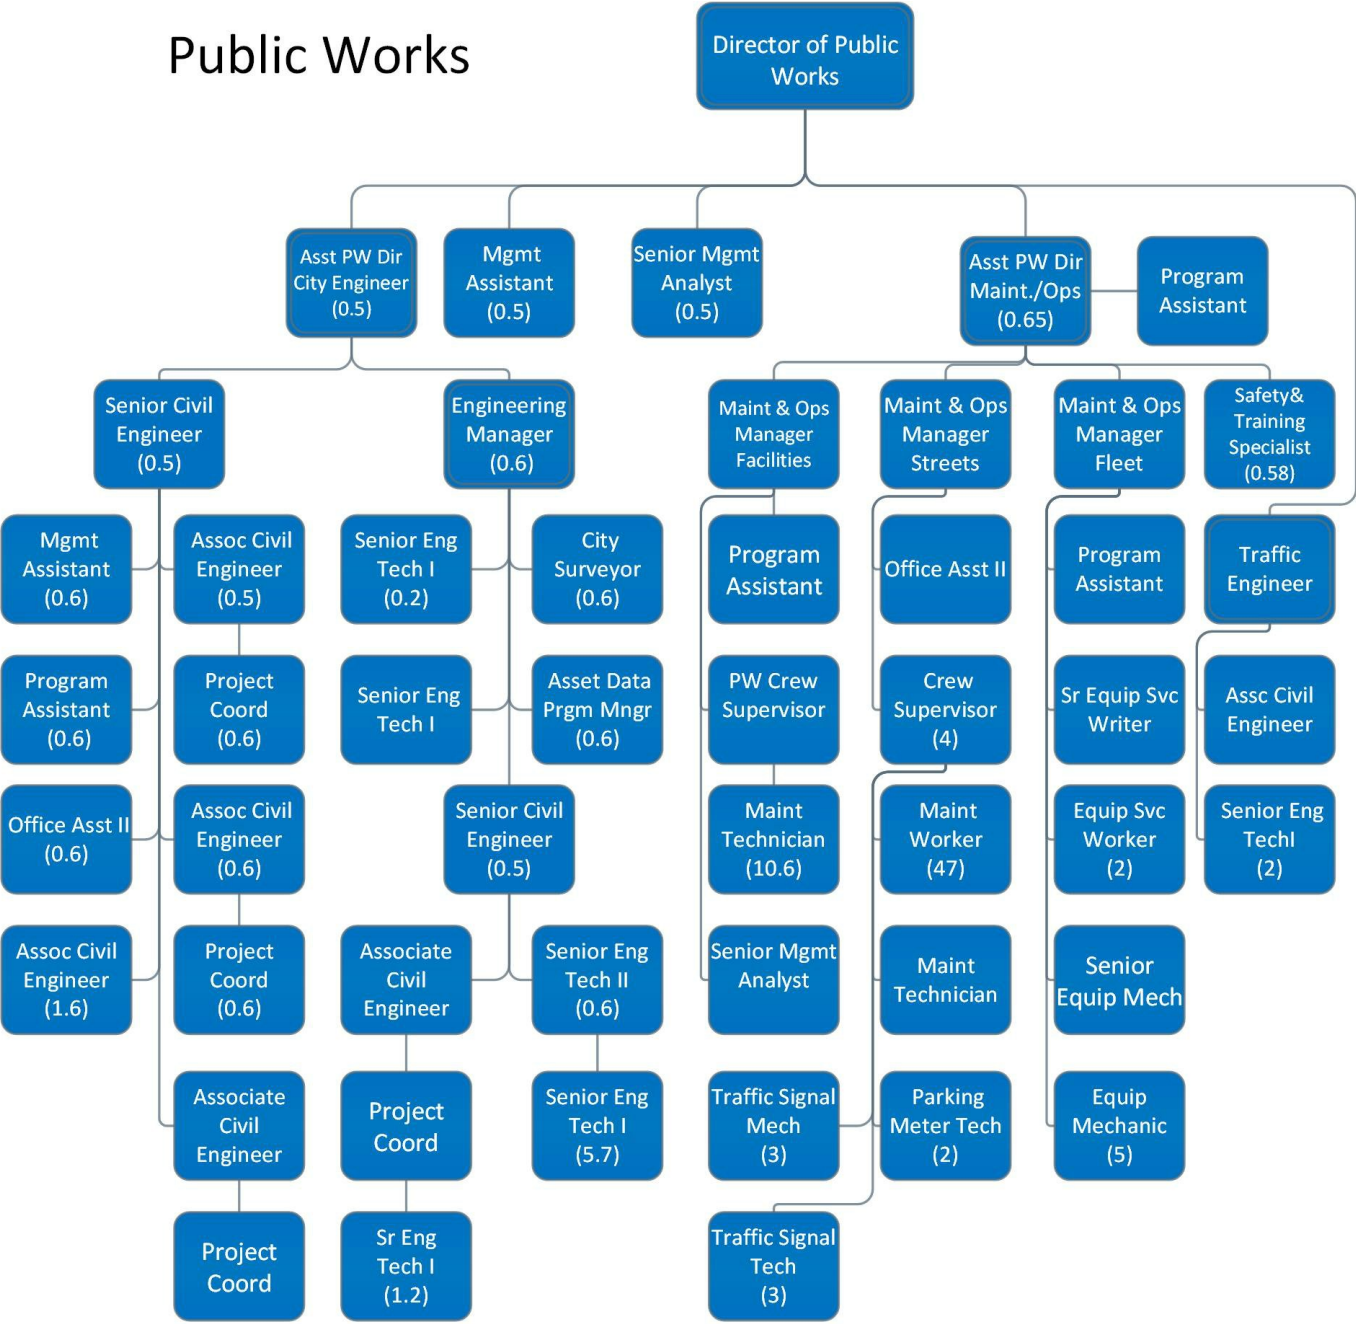 Public Works
Director of Public
Works
Asst PW Dir
City Engineer
(0.5)
Mgmt
Assistant
(0.5)
Senior Mgmt
Analyst
(0.5)
Asst PW Dir
Maint./Ops
(0.65)
Program
Assistant
Senior Civil
Engineer
(0.5)
Engineering
Manager
(0.6)
Maint & Ops
Manager
Facilities
Maint & Ops
Manager
Streets
Maint & Ops
Manager
Fleet
Safety&
Training
Specialist
(0.58)
Mgmt
Assistant
(0.6)
Assoc Civil
Engineer
(0.5)
Senior Eng
Tech I
(0.2)
City
Surveyor
(0.6)
Program
Assistant
Office Asst II
Program
Assistant
Traffic
Engineer
Program
Assistant
(0.6)
Project
Coord
(0.6)
Senior Eng
Tech I
Asset Data
Prgm Mngr
(0.6)
PW Crew
Supervisor
Crew
Supervisor
(4)
Sr Equip Svc
Writer
Assc Civil
Engineer
Office Asst II
(0.6)
Assoc Civil
Engineer
(0.6)
Senior Civil
Engineer
(0.5)
Maint
Technician
(10.6)
Maint
Worker
(47)
Equip Svc
Worker
(2)
Senior Eng
TechI
(2)
Assoc Civil
Engineer
(1.6)
Project
Coord
(0.6)
Associate
Civil
Engineer
Senior Eng
Tech II
(0.6)
Senior Mgmt
Analyst
Maint
Technician
Senior
Equip Mech
Associate
Civil
Engineer
Project
Coord
Senior Eng
Tech I
(5.7)
Traffic Signal
Mech
(3)
Parking
Meter Tech
(2)
Equip
Mechanic
(5)
Project
Coord
Sr Eng
Tech I
(1.2)
Traffic Signal
Tech
(3)